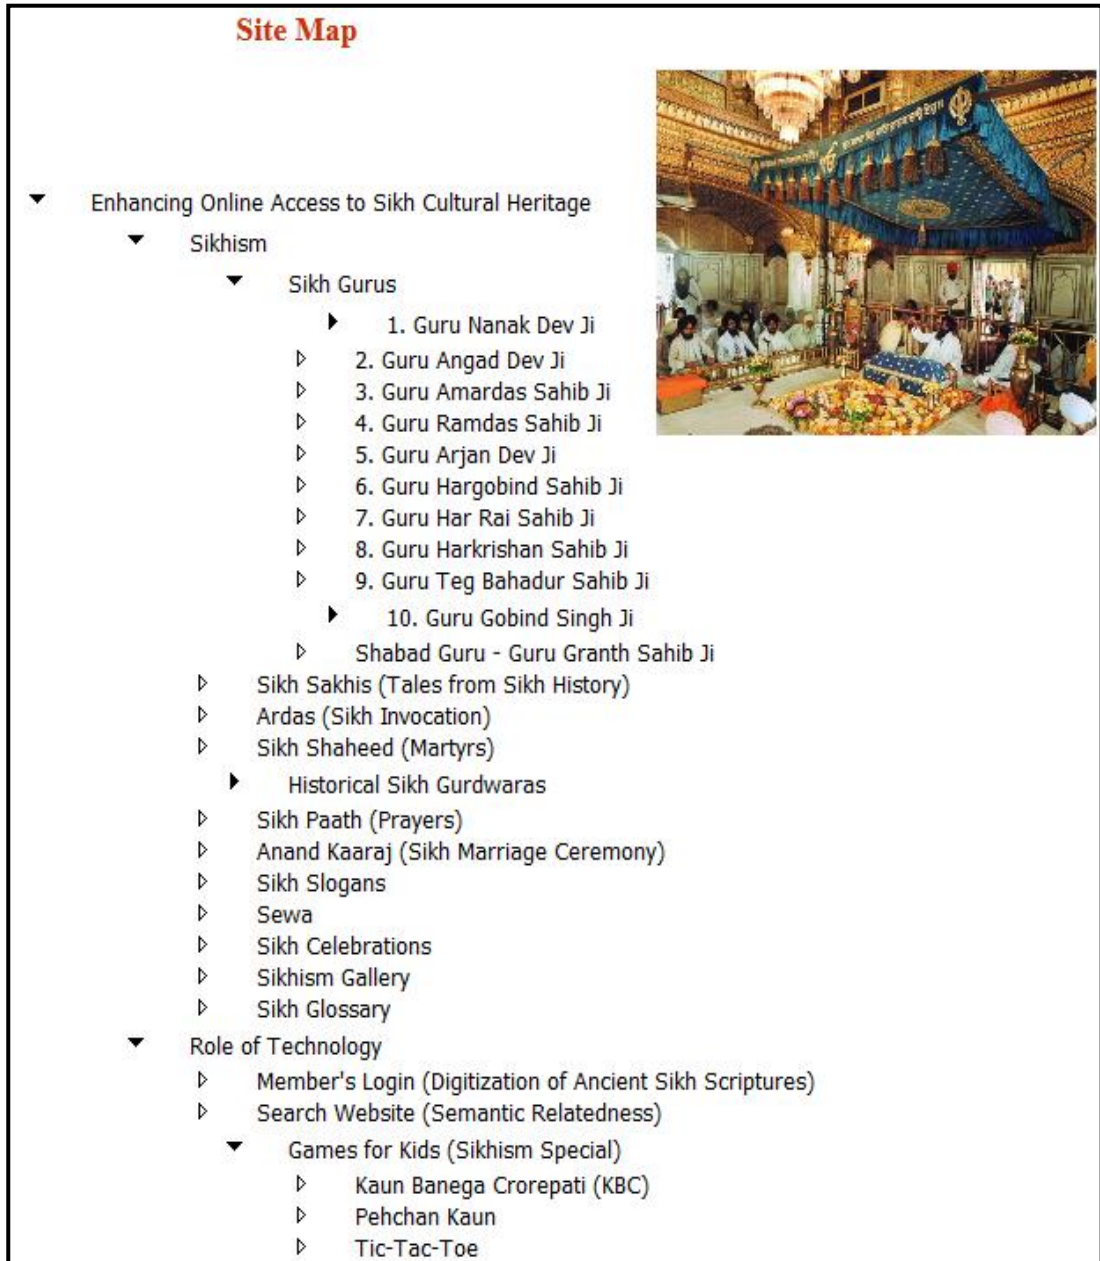 Site Map
Enhancing Online Access to Sikh Cultural Heritage
Sikhism
Sikh Gurus
1. Guru Nanak Dev Ji
2. Guru Angad Dev Ji
3. Guru Amardas Sahib Ji
4. Guru Ramdas Sahib Ji
5. Guru Arjan Dev Ji
6. Guru Hargobind Sahib Ji
7. Guru Har Rai Sahib Ji
8. Guru Harkrishan Sahib Ji
9. Guru Teg Bahadur Sahib Ji
10. Guru Gobind Singh Ji
Shabad Guru - Guru Granth Sahib Ji
Sikh Sakhis (Tales from Sikh History)
Ardas (Sikh Invocation)
Sikh Shaheed (Martyrs)
Historical Sikh Gurdwaras
Sikh Paath (Prayers)
Anand Kaaraj (Sikh Marriage Ceremony)
Sikh Slogans
Sewa
Sikh Celebrations
Sikhism Gallery
Sikh Glossary
Role of Technology
Member's Login (Digitization of Ancient Sikh Scriptures)
Search Website (Semantic Relatedness)
Games for Kids (Sikhism Special)
Kaun Banega Crorepati (KBC)
Pehchan Kaun
Tic-Tac-Toe